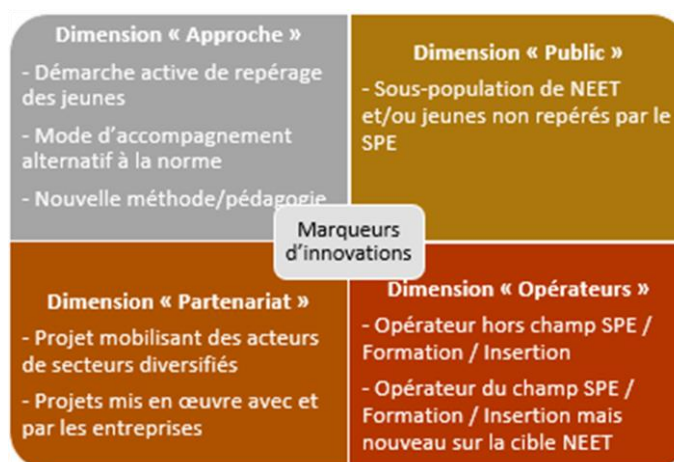 Dimension « Approche »
- Démarche active de repérage
des jeunes
- Mode d'accompagnement
alternatif à la norme
- Nouvelle méthode/pédagogie
Dimension « Public »
- Sous-population de NEET
et/ou jeunes non repérés par le
SPE
Marqueurs
d'innovations
Dimension « Partenariat »
- Projet mobilisant des acteurs
de secteurs diversifiés
- Projets mis en œuvre avec et
par les entreprises
Dimension « Opérateurs »
- Opérateur hors champ SPE /
Formation / Insertion
- Opérateur du champ SPE /
Formation / Insertion mais
nouveau sur la cible NEET